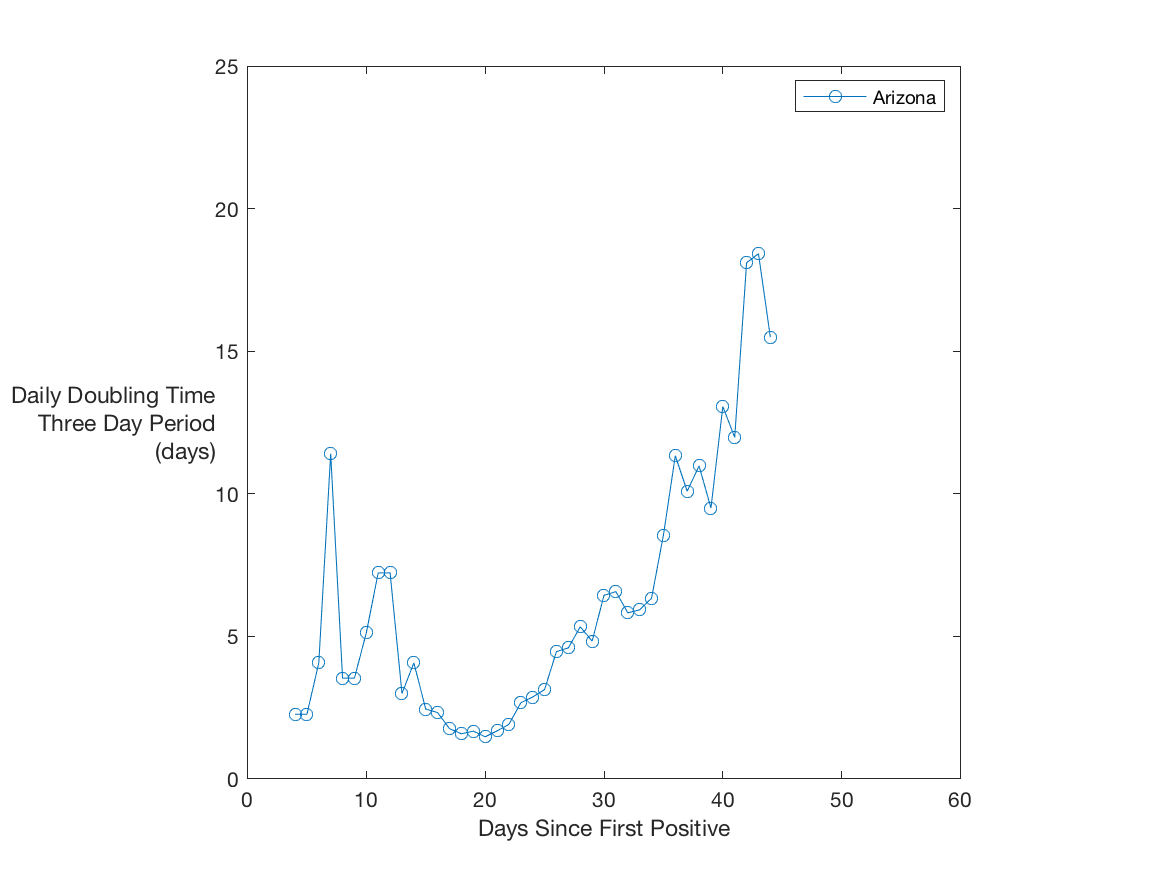 25
20
15
10
5
0
Daily Doubling Time
Three Day Period
(days)
Arizona
0 10 20 30 40 50 60
Days Since First Positive